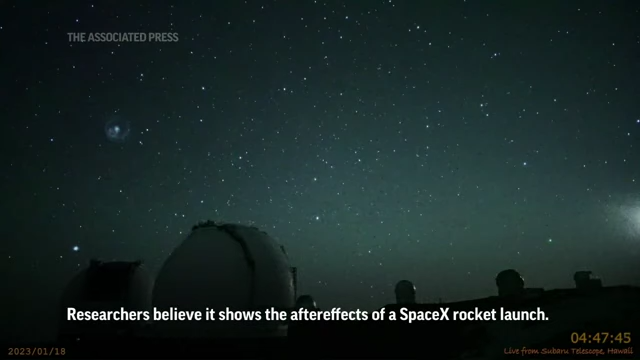 THE ASSOCIATED PRESS
Researchers believe it shows the aftereffects of a SpaceX rocket launch.
04:47:45
2023/01/18
Live from Subaru Telescope, Hawaii